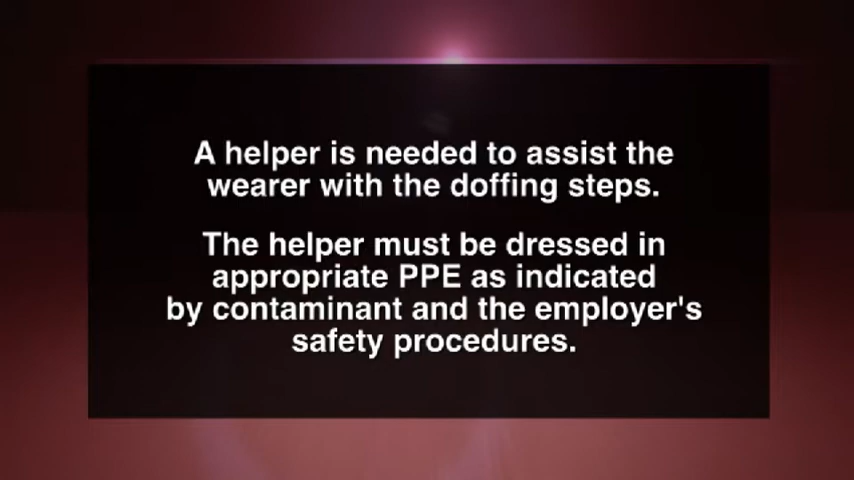 A helper is needed to assist the
wearer with the doffing steps.
The helper must be dressed in
appropriate PPE as indicated
by contaminant and the employer's
safety procedures.